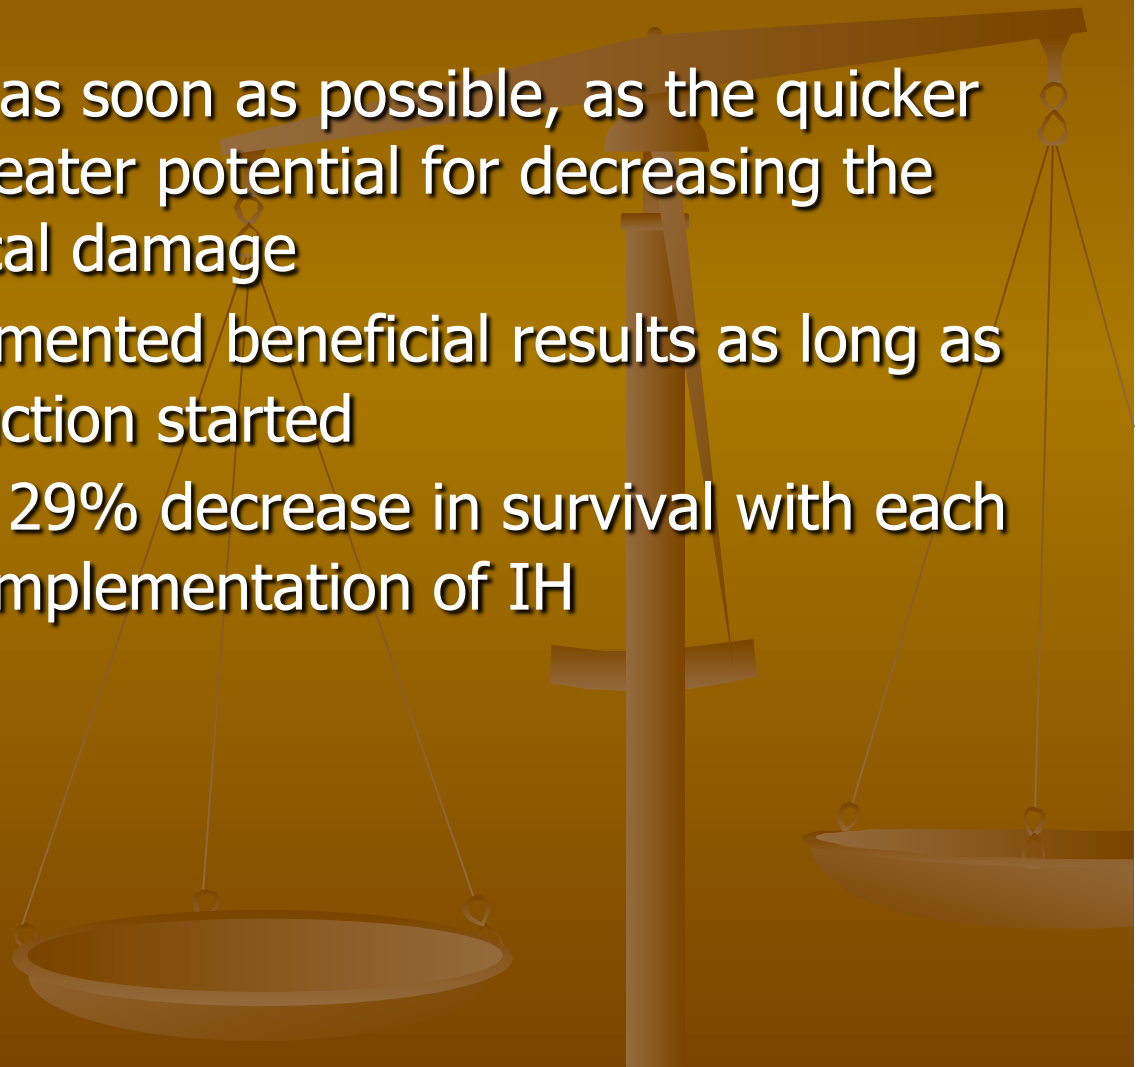 as soon as possible, as the quicker
eater potential for decreasing the
cal damage
mented beneficial results as long as
ction started
29% decrease in survival with each
mplementation of IH